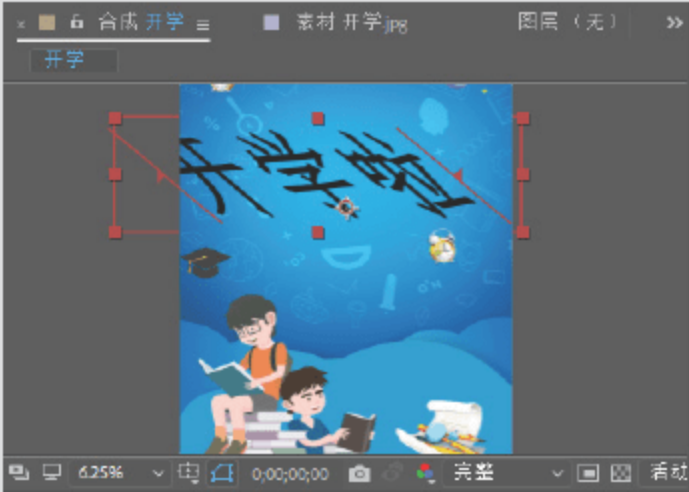 合成 开学 素材 开学.jpg 图层 （无） »
开学
开学
6.25% 0;00;00;00 完整 活动